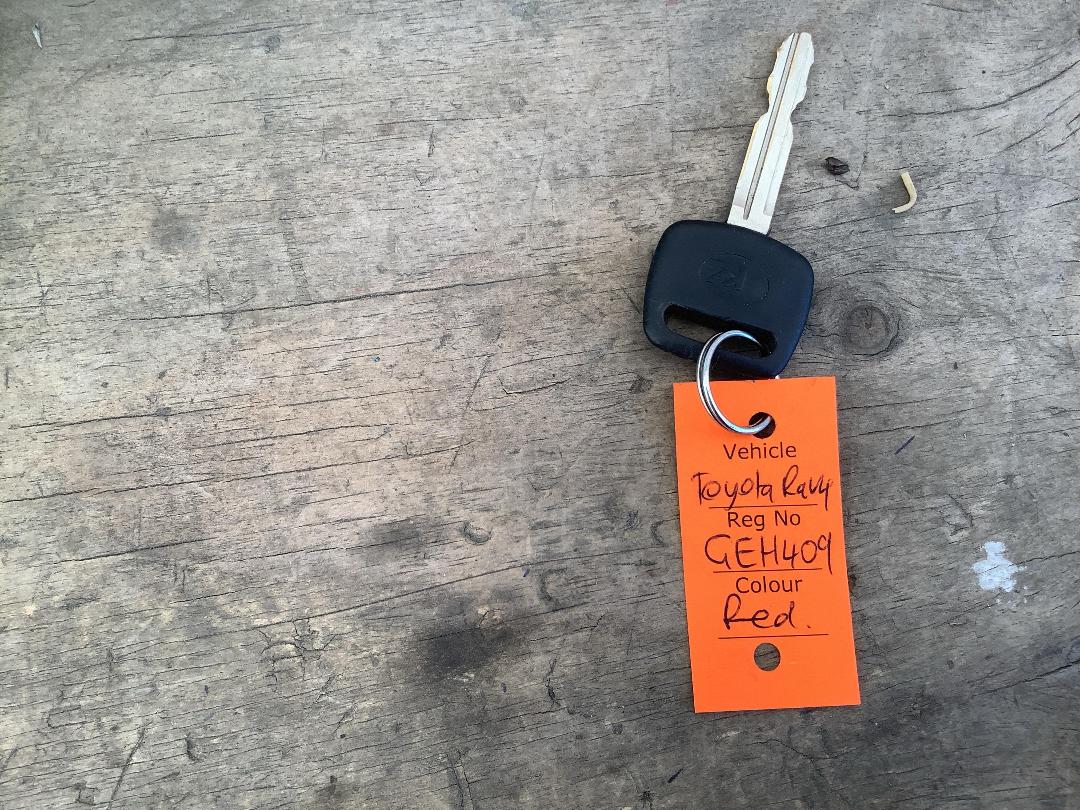 Vehicle
Toyota Rav4
Reg No
GEH409
Colour
Red.